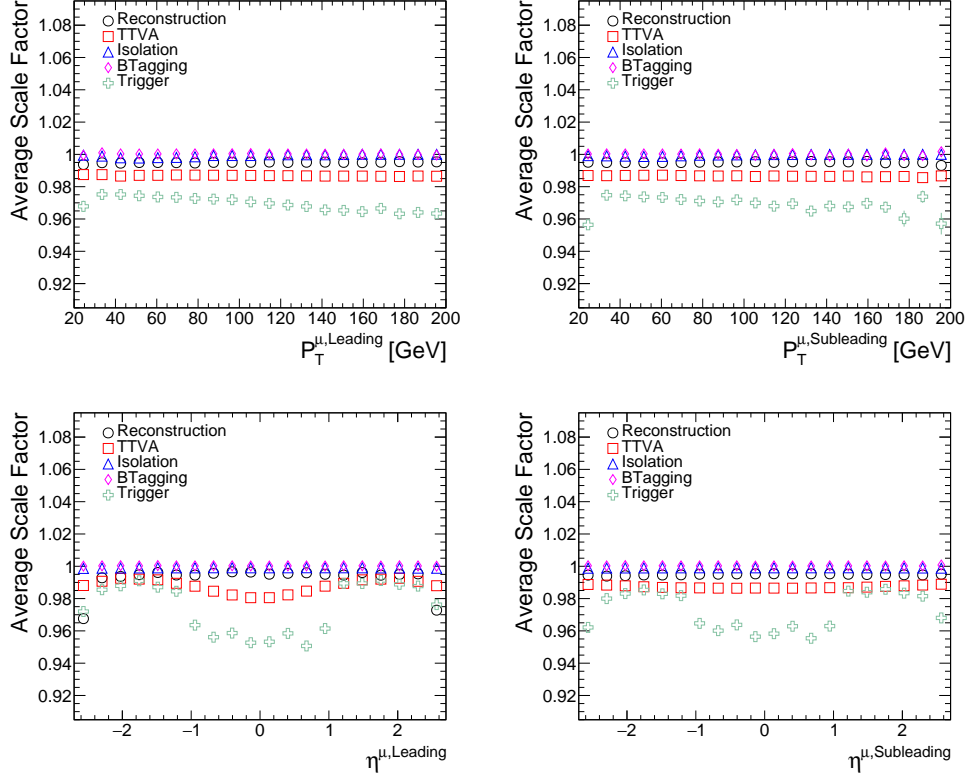 Average Scale Factor
1.08
1.06
1.04
1.02
1
0.98
0.96
0.94
0.92
Reconstruction
TTVA
Isolation
BTagging
Trigger
20 40 60 80 100 120 140 160 180 200
P_T^μ,Leading [GeV]
Average Scale Factor
1.08
1.06
1.04
1.02
1
0.98
0.96
0.94
0.92
Reconstruction
TTVA
Isolation
BTagging
Trigger
20 40 60 80 100 120 140 160 180 200
P_T^μ,Subleading [GeV]
Average Scale Factor
1.08
1.06
1.04
1.02
1
0.98
0.96
0.94
0.92
Reconstruction
TTVA
Isolation
BTagging
Trigger
−2 −1 0 1 2
η^μ,Leading
Average Scale Factor
1.08
1.06
1.04
1.02
1
0.98
0.96
0.94
0.92
Reconstruction
TTVA
Isolation
BTagging
Trigger
−2 −1 0 1 2
η^μ,Subleading